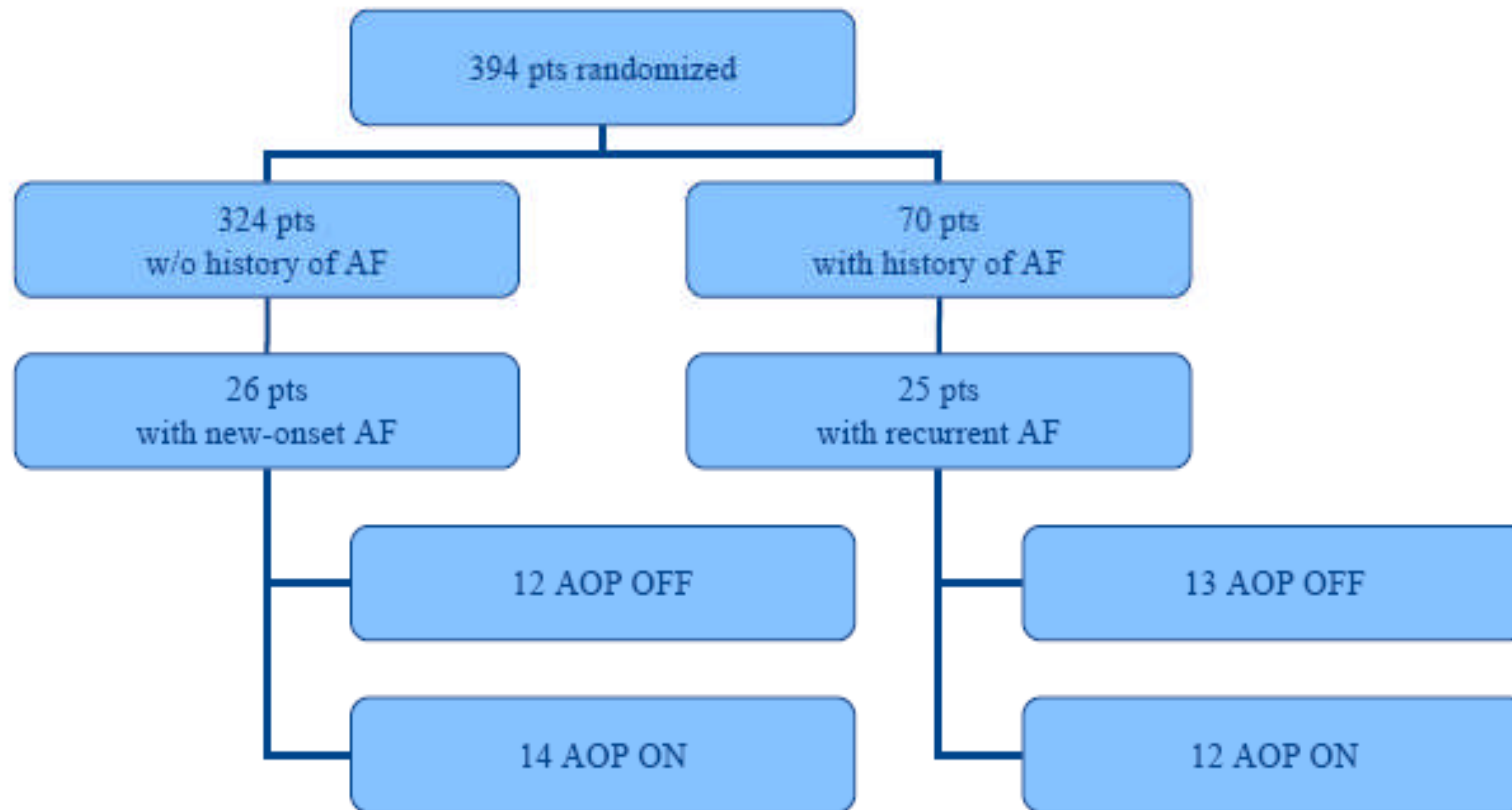 394 pts randomized
324 pts
w/o history of AF
70 pts
with history of AF
26 pts
with new-onset AF
25 pts
with recurrent AF
12 AOP OFF
13 AOP OFF
14 AOP ON
12 AOP ON